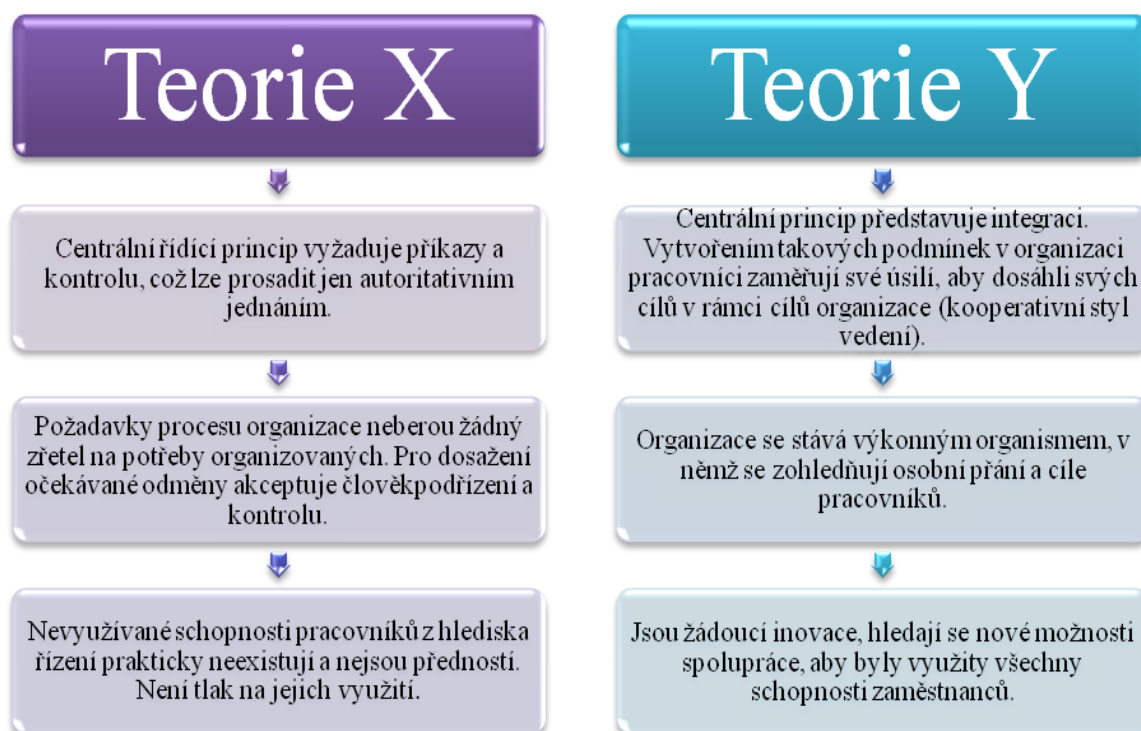 Teorie X
Centrální řídící princip vyžaduje příkazy a
kontrolu, což lze prosadit jen autoritativním
jednáním.
Požadavky procesu organizace neberou žádný
zřetel na potřeby organizovaných. Pro dosažení
očekávané odměny akceptuje člověkpodřízení a
kontrolu.
Nevyužívané schopnosti pracovníků z hlediska
řízení prakticky neexistují a nejsou předností.
Není tlak na jejich využití.
Teorie Y
Centrální princip představuje integraci.
Vytvořením takových podmínek v organizaci
pracovníci zaměřují své úsilí, aby dosáhli svých
cílů v rámci cílů organizace (kooperativní styl
vedení).
Organizace se stává výkonným organismem, v
němž se zohledňují osobní přání a cíle
pracovníků.
Jsou žádoucí inovace, hledají se nové možnosti
spolupráce, aby byly využity všechny
schopnosti zaměstnanců.